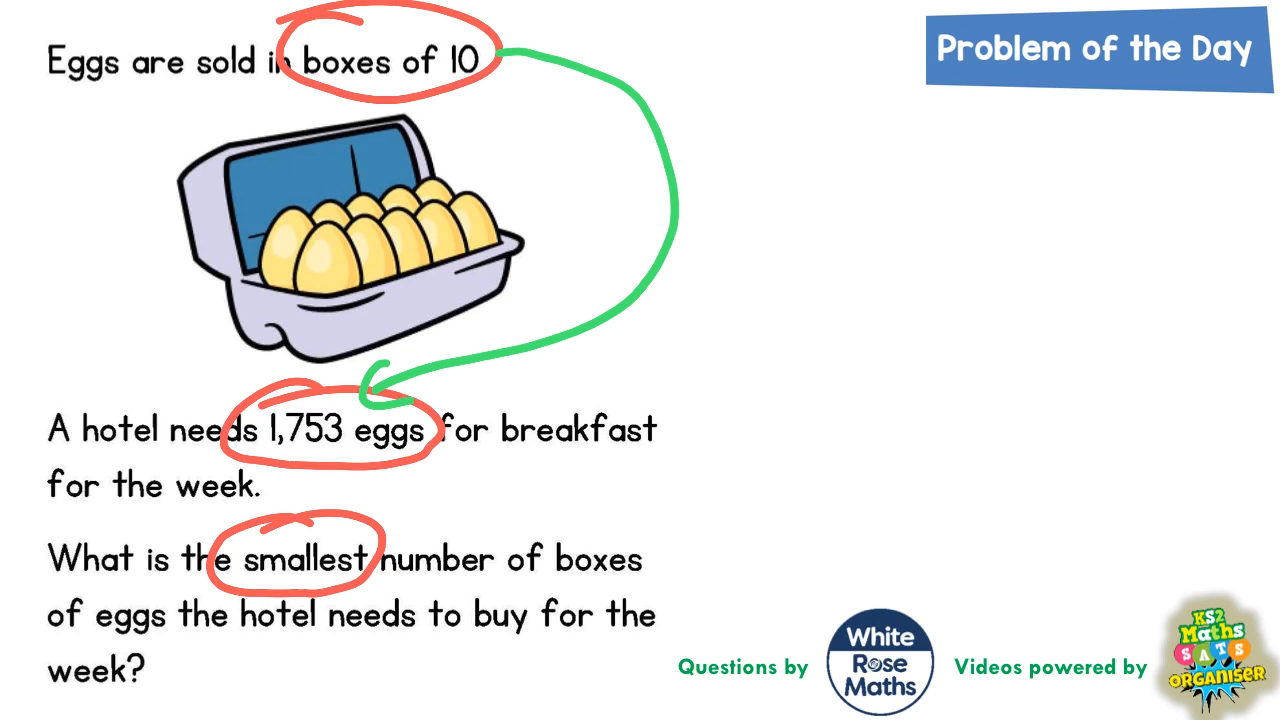 Eggs are sold in boxes of 10
Problem of the Day
A hotel needs 1,753 eggs for breakfast
for the week.
What is the smallest number of boxes
of eggs the hotel needs to buy for the
week?
Questions by
White
Rose
Maths
Videos powered by
KS2
Maths
SATS
ORGANISER